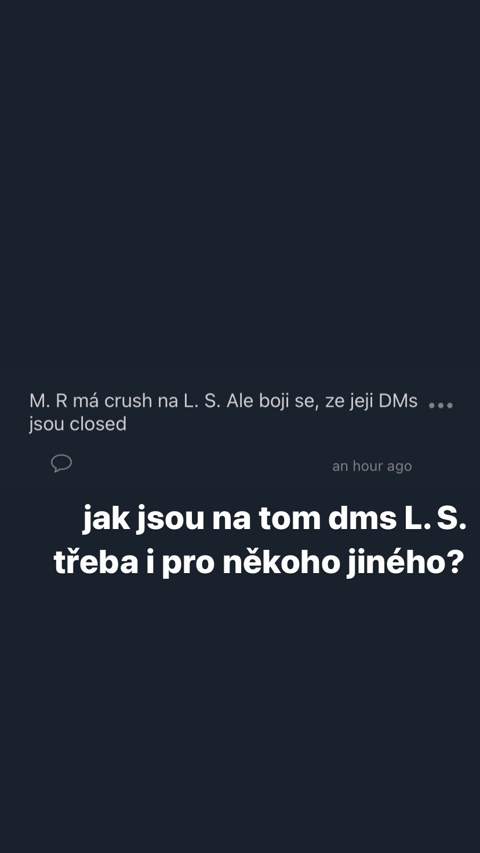 M. R má crush na L. S. Ale boji se, ze jeji DMs
jsou closed
an hour ago
jak jsou na tom dms L. S.
třeba i pro někoho jiného?